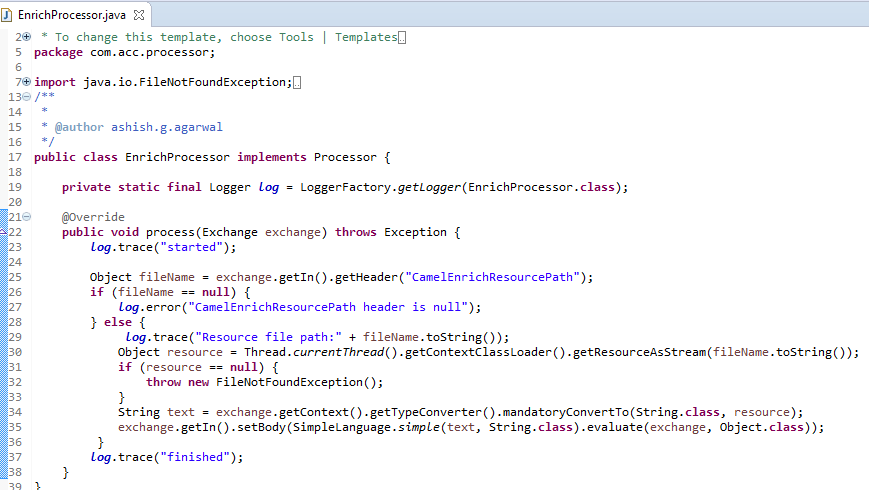 EnrichProcessor.java
2 * To change this template, choose Tools | Templates
5 package com.acc.processor;
6
7 import java.io.FileNotFoundException;
13 /**
14 *
15 * @author ashish.g.agarwal
16 */
17 public class EnrichProcessor implements Processor {
18
19 private static final Logger log = LoggerFactory.getLogger(EnrichProcessor.class);
20
21 @Override
22 public void process(Exchange exchange) throws Exception {
23 log.trace("started");
24
25 Object fileName = exchange.getIn().getHeader("CamelEnrichResourcePath");
26 if (fileName == null) {
27 log.error("CamelEnrichResourcePath header is null");
28 } else {
29 log.trace("Resource file path:" + fileName.toString());
30 Object resource = Thread.currentThread().getContextClassLoader().getResourceAsStream(fileName.toString());
31 if (resource == null) {
32 throw new FileNotFoundException();
33 }
34 String text = exchange.getContext().getTypeConverter().mandatoryConvertTo(String.class, resource);
35 exchange.getIn().setBody(SimpleLanguage.simple(text, String.class).evaluate(exchange, Object.class));
36 }
37 log.trace("finished");
38 }
39 }